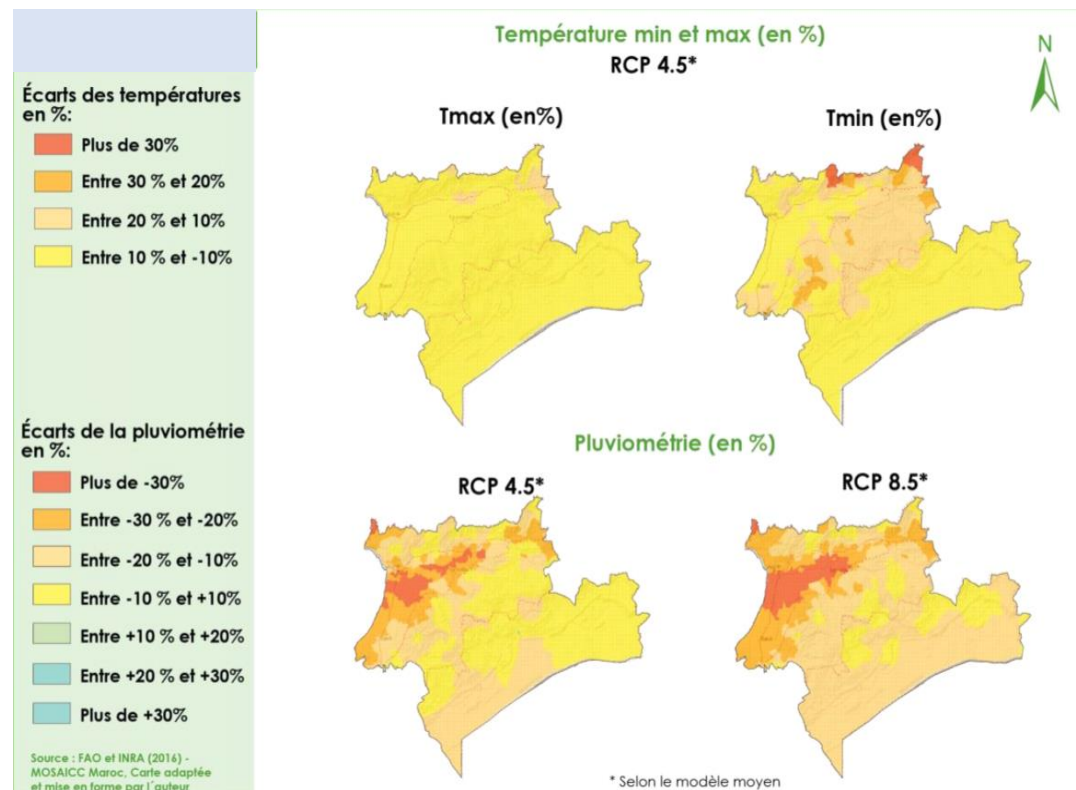 Température min et max (en %)
RCP 4.5*
N
Écarts des températures
en %:
Plus de 30%
Entre 30 % et 20%
Entre 20 % et 10%
Entre 10 % et -10%
Tmax (en%)
Tmin (en%)
Écarts de la pluviométrie
en %:
Plus de -30%
Entre -30 % et -20%
Entre -20 % et -10%
Entre -10 % et +10%
Entre +10 % et +20%
Entre +20 % et +30%
Plus de +30%
Pluviométrie (en %)
RCP 4.5*
RCP 8.5*
Source : FAO et INRA (2016) -
MOSAICC Maroc, Carte adaptée
et mise en forme par l´auteur
* Selon le modèle moyen